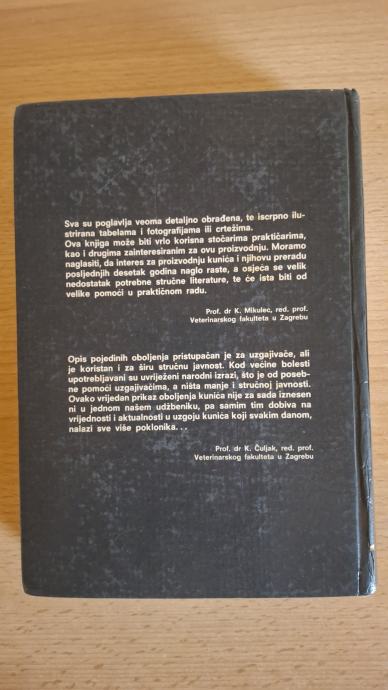 Sva su poglavlja veoma detaljno obrađena, te iscrpno ilu-
strirana tabelama i fotografijama ili crtežima.
Ova knjiga može biti vrlo korisna stočarima praktičarima,
kao i drugima zainteresiranim za ovu proizvodnju. Moramo
naglasiti, da interes za proizvodnju kunića i njihovu preradu
posljednjih desetak godina naglo raste, a osjeća se velik
nedostatak potrebne stručne literature, te će ista biti od
velike pomoći u praktičnom radu.
Prof. dr K. Mikulec, red. prof.
Veterinarskog fakulteta u Zagrebu
Opis pojedinih oboljenja pristupačan je za uzgajivače, ali
je koristan i za širu stručnu javnost. Kod većine bolesti
upotrebljavani su uvriježeni narodni izrazi, što je od poseb-
ne pomoći uzgajivačima, a ništa manje i stručnoj javnosti.
Ovako vrijedan prikaz oboljenja kunića nije za sada iznesen
ni u jednom našem udžbeniku, pa samim tim dobiva na
vrijednosti i aktualnosti u uzgoju kunića koji svakim danom,
nalazi sve više poklonika...
Prof. dr K. Čuljak, red. prof.
Veterinarskog fakulteta u Zagrebu